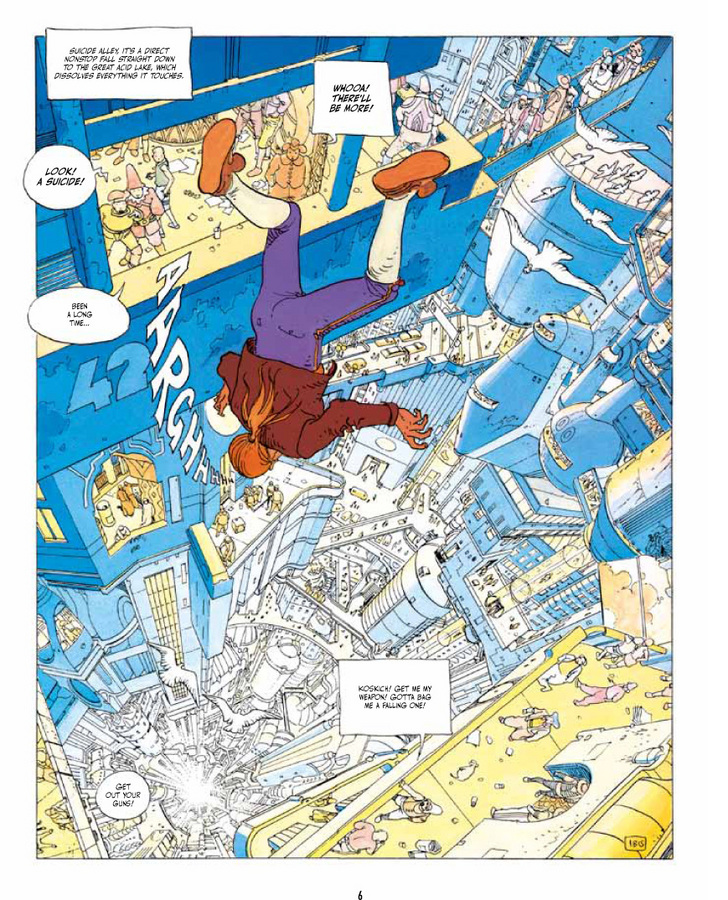 SUICIDE ALLEY, IT'S A DIRECT
NONSTOP FALL STRAIGHT DOWN
TO THE GREAT ACID LAKE, WHICH
DISSOLVES EVERYTHING IT TOUCHES.
WHOOA!
THERE'LL
BE MORE!
LOOK!
A SUICIDE!
BEEN
A LONG
TIME...
AAARGHHHHH
42
KOSKICH! GET ME MY
WEAPON! GOTTA BAG
ME A FALLING ONE!
GET
OUT YOUR
GUNS!
6